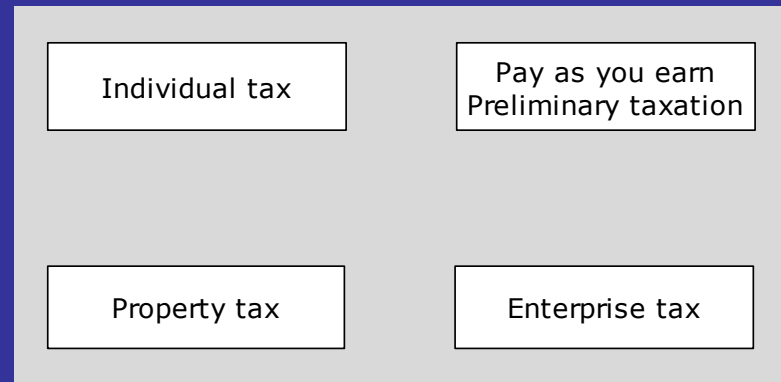 Individual tax
Pay as you earn
Preliminary taxation
Property tax
Enterprise tax